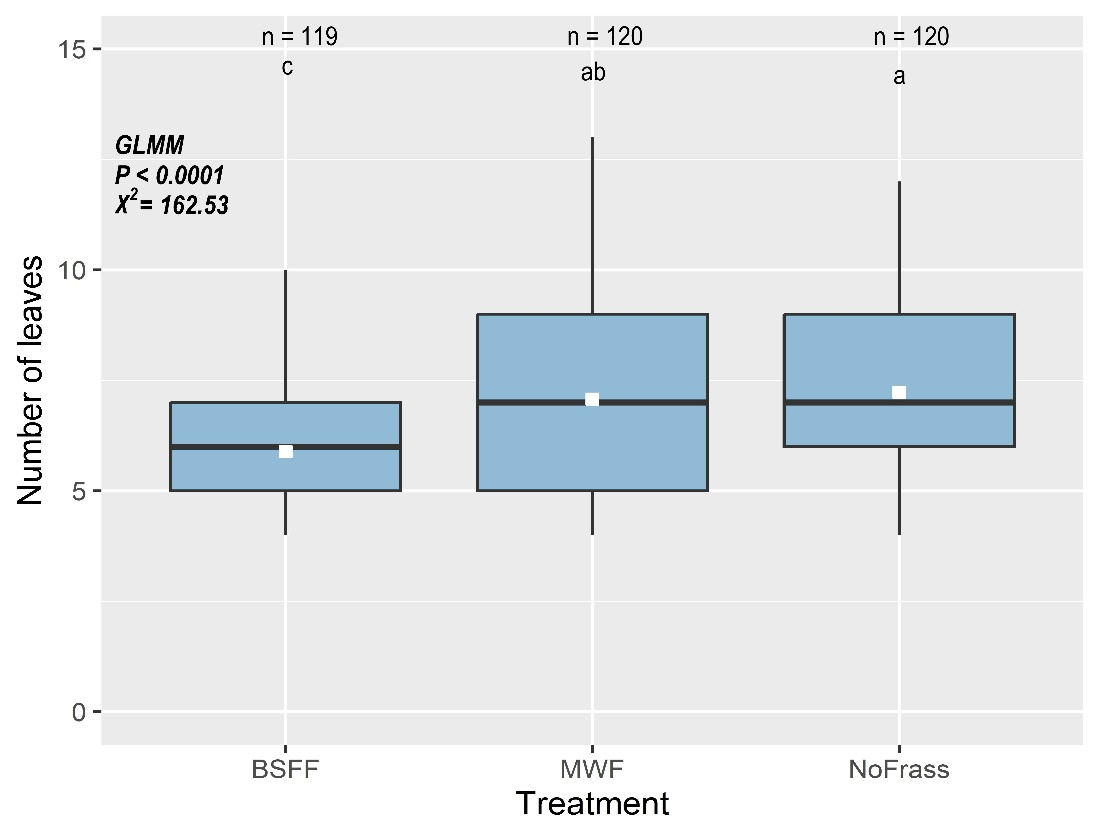 n = 119 n = 120 n = 120
15
c ab a
GLMM
P < 0.0001
X²= 162.53
10
Number of leaves
5
0
BSFF MWF NoFrass
Treatment